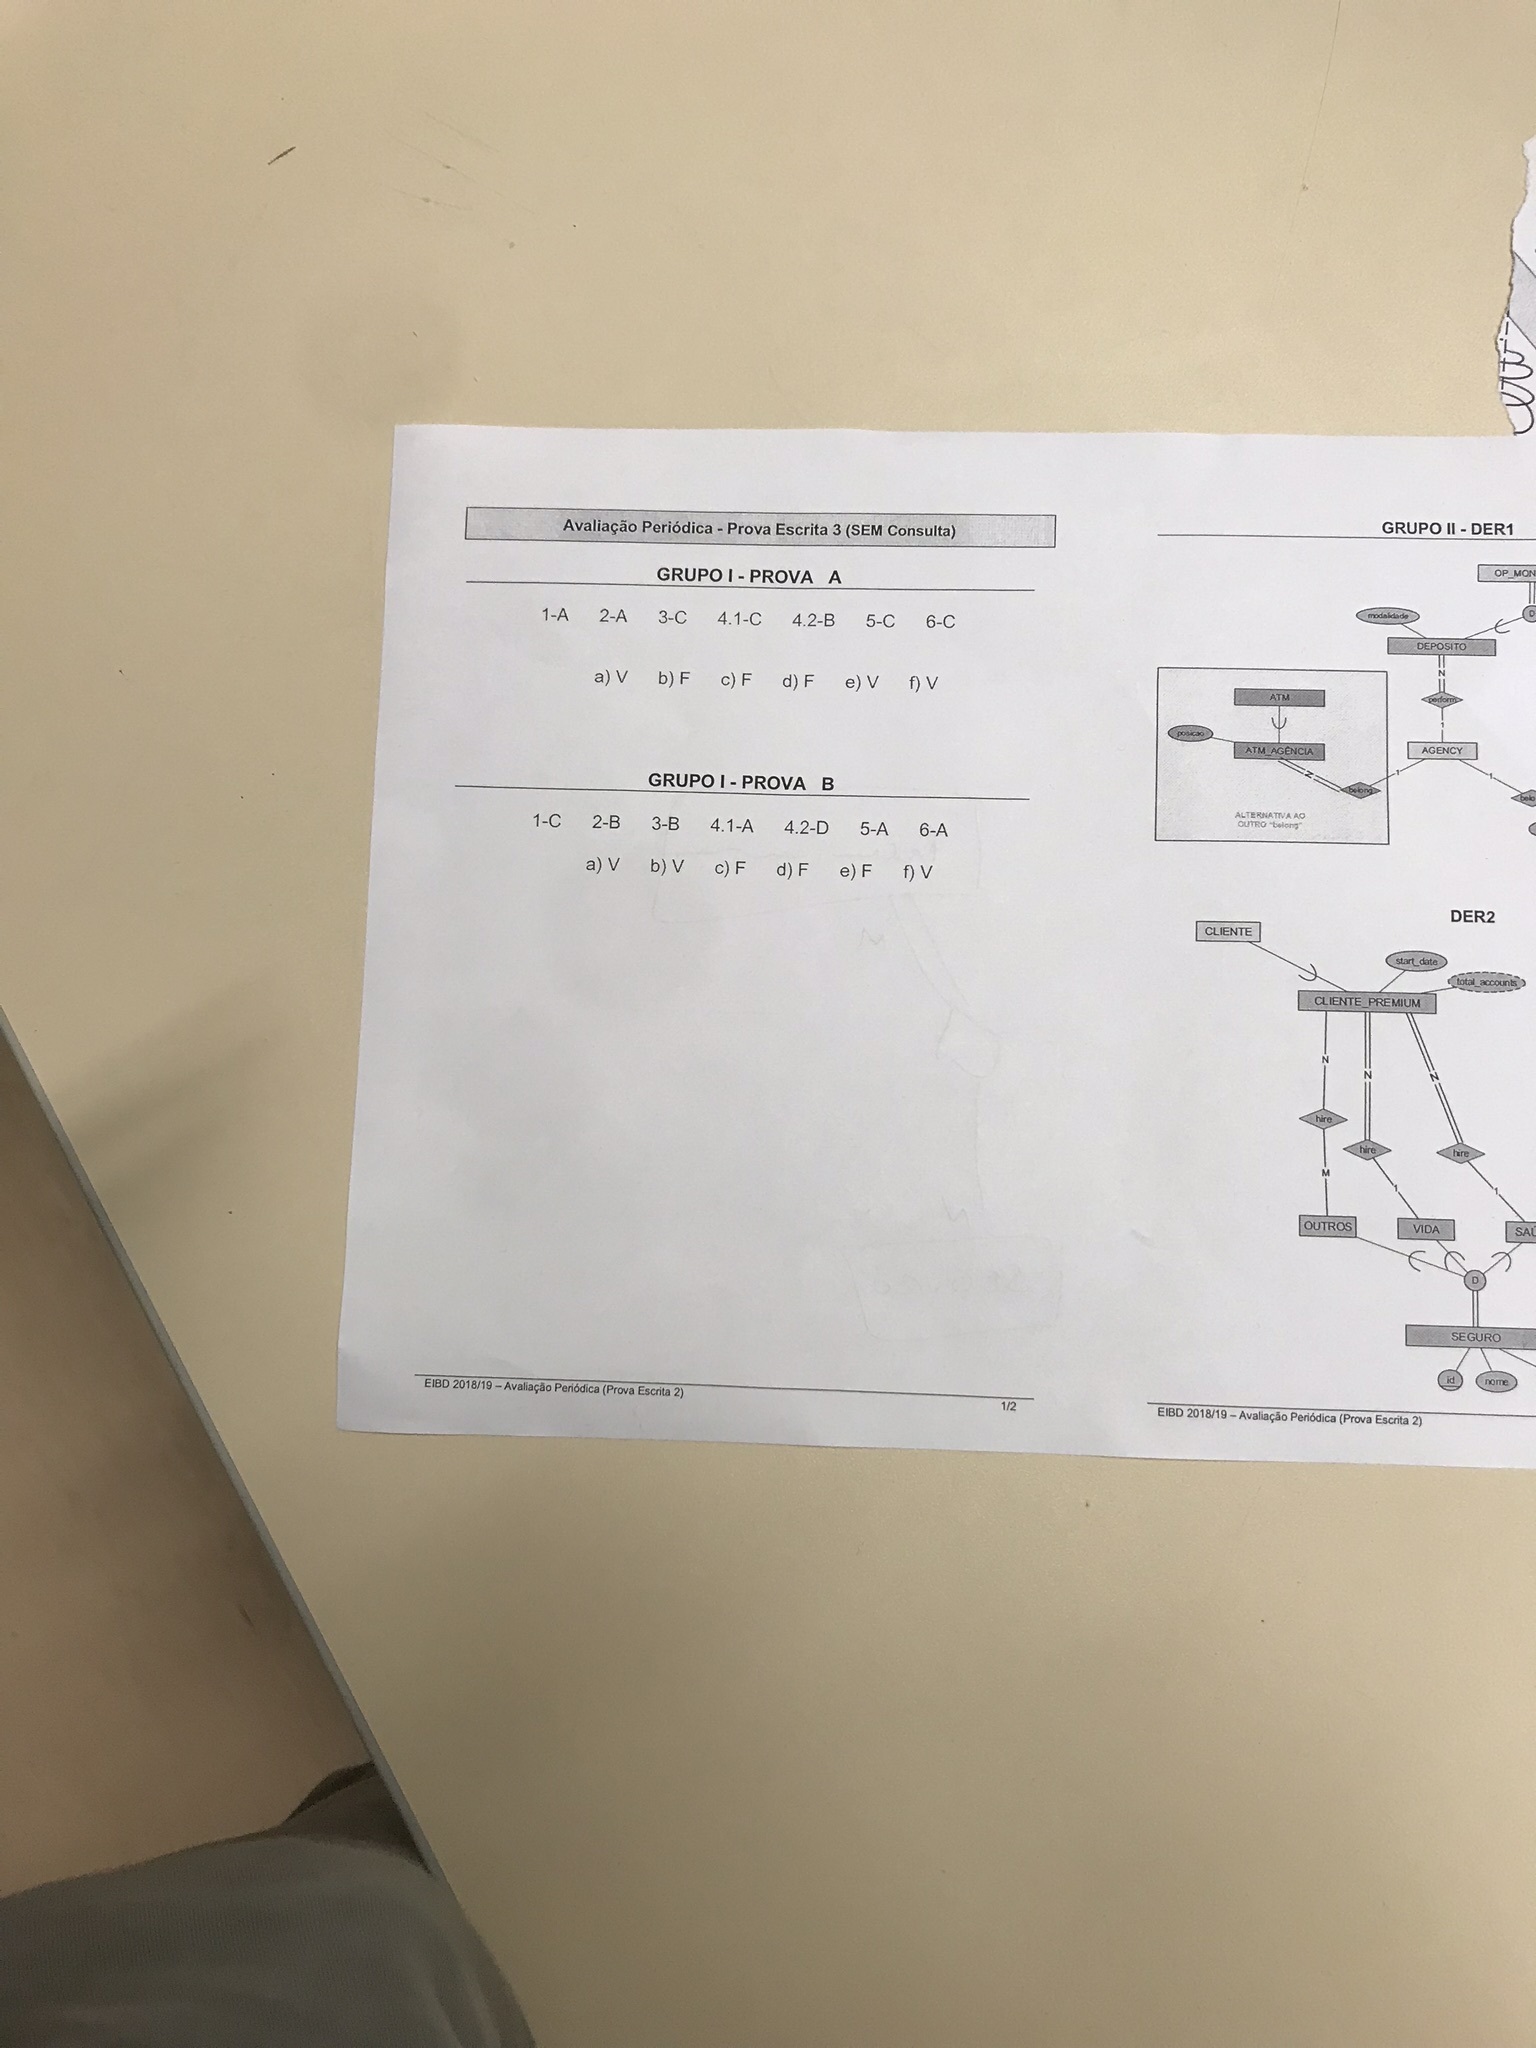 Avaliação Periódica - Prova Escrita 3 (SEM Consulta)
GRUPO I - PROVA A
1-A 2-A 3-C 4.1-C 4.2-B 5-C 6-C
a) V b) F c) F d) F e) V f) V
GRUPO I - PROVA B
1-C 2-B 3-B 4.1-A 4.2-D 5-A 6-A
a) V b) V c) F d) F e) F f) V
EIBD 2018/19 – Avaliação Periódica (Prova Escrita 2)
1/2
GRUPO II - DER1
OP_MON
D
modalidade
DEPOSITO
N
perform
1
ATM
posicao
ATM_AGÊNCIA
N
belong
1
AGENCY
1
belo
ALTERNATIVA AO
OUTRO "belong"
DER2
CLIENTE
start_date
total_accounts
CLIENTE_PREMIUM
N N N
hire hire hire
M 1 1
OUTROS VIDA SAÚ
D
SEGURO
id nome
EIBD 2018/19 – Avaliação Periódica (Prova Escrita 2)